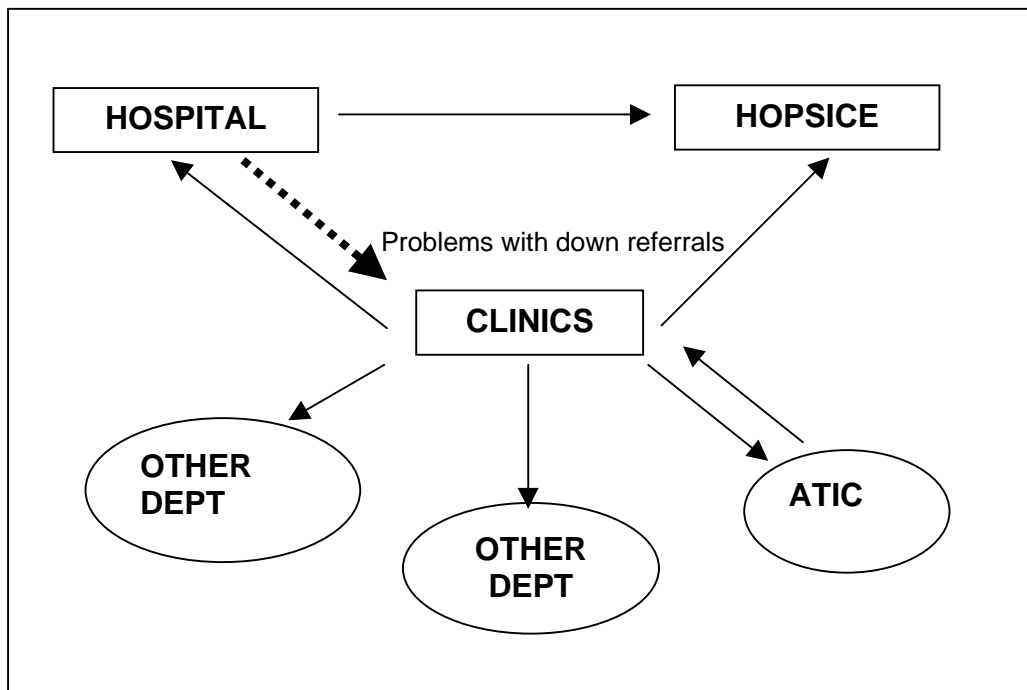 HOSPITAL
HOPSICE
Problems with down referrals
CLINICS
OTHER
DEPT
OTHER
DEPT
ATIC